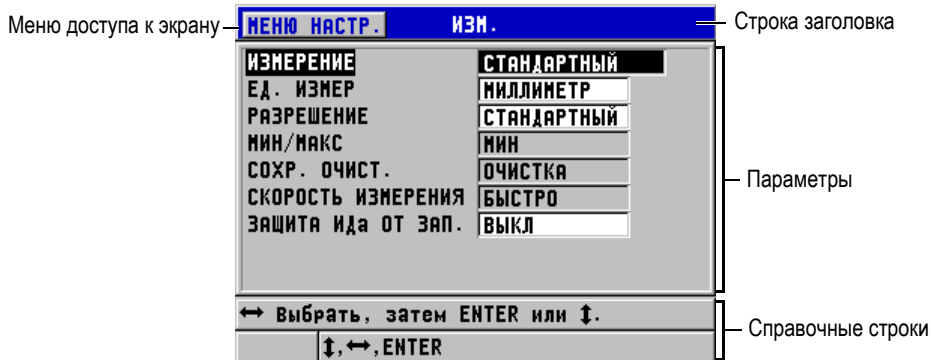 Меню доступа к экрану
МЕНЮ НАСТР. ИЗМ.
Строка заголовка
ИЗМЕРЕНИЕ СТАНДАРТНЫЙ
ЕД. ИЗМЕР МИЛЛИМЕТР
РАЗРЕШЕНИЕ СТАНДАРТНЫЙ
МИН/МАКС МИН
СОХР. ОЧИСТ. ОЧИСТКА
СКОРОСТЬ ИЗМЕРЕНИЯ БЫСТРО
ЗАЩИТА ИДа ОТ ЗАП. ВЫКЛ
Параметры
↔ Выбрать, затем ENTER или ↕.
↕,↔,ENTER
Справочные строки